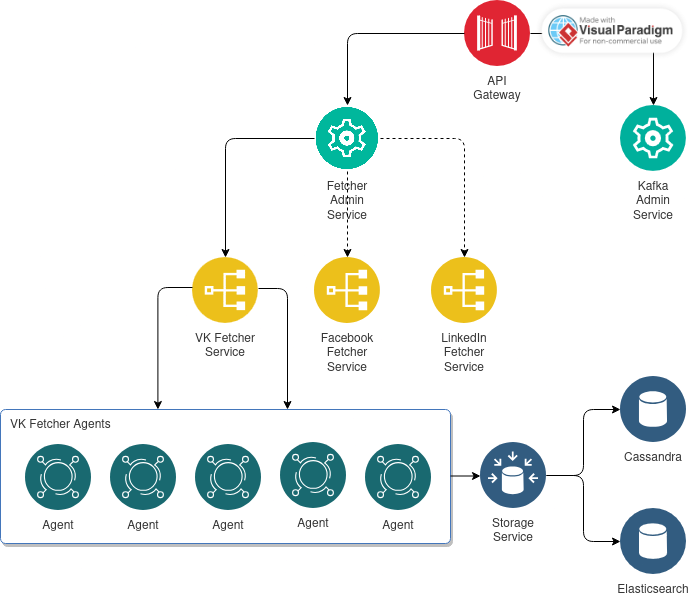 Made with
Visual Paradigm
For non-commercial use
API
Gateway
Fetcher
Admin
Service
Kafka
Admin
Service
VK Fetcher
Service
Facebook
Fetcher
Service
LinkedIn
Fetcher
Service
VK Fetcher Agents
Agent
Agent
Agent
Agent
Agent
Storage
Service
Cassandra
Elasticsearch